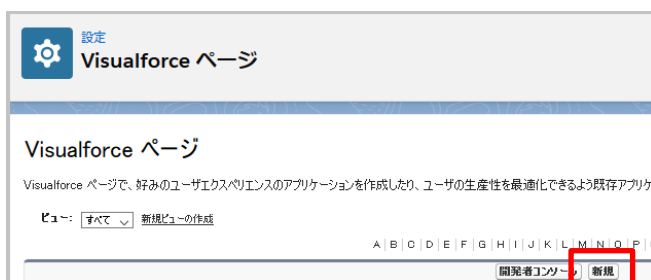 設定
Visualforce ページ
Visualforce ページ
Visualforce ページで、好みのユーザエクスペリエンスのアプリケーションを作成したり、ユーザの生産性を最適化できるよう既存アプリケ
ビュー: すべて 新規ビューの作成
A | B | C | D | E | F | G | H | I | J | K | L | M | N | O | P |
開発者コンソール 新規